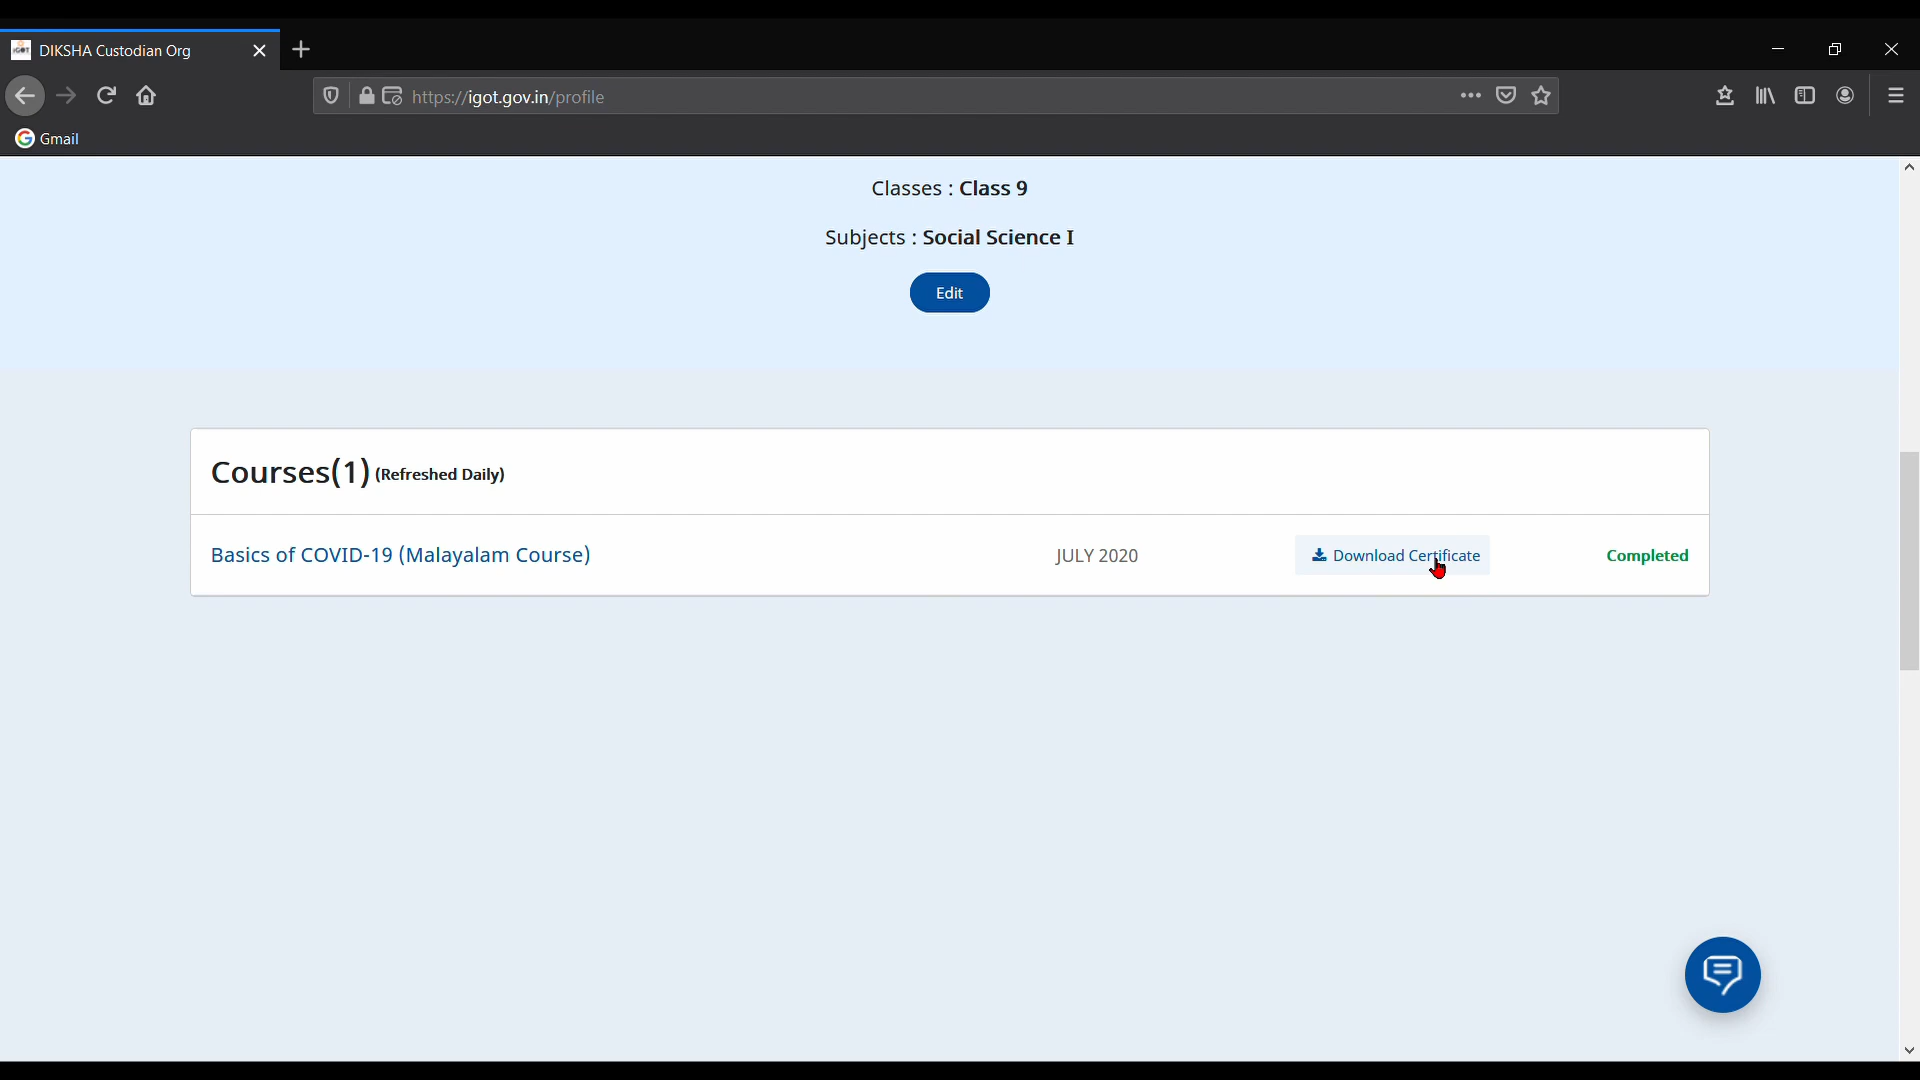 DIKSHA Custodian Org
https://igot.gov.in/profile
Gmail
Classes : Class 9
Subjects : Social Science I
Edit
Courses(1) (Refreshed Daily)
Basics of COVID-19 (Malayalam Course) JULY 2020 Download Certificate Completed